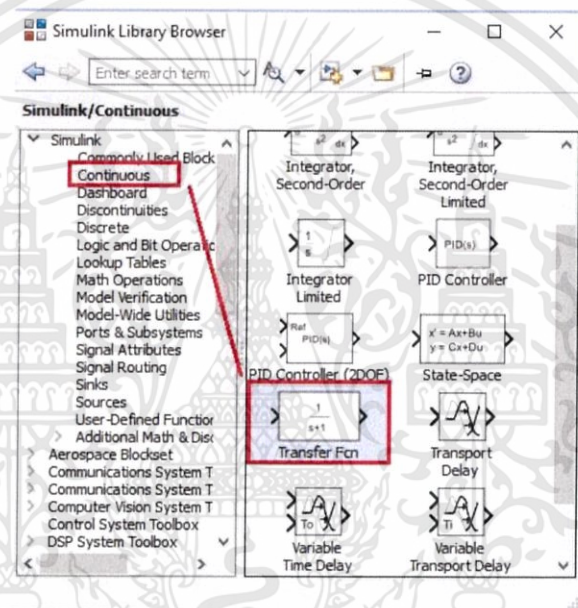 Simulink Library Browser
Enter search term
Simulink/Continuous
Simulink
Commonly Used Block
Continuous
Dashboard
Discontinuities
Discrete
Logic and Bit Operatic
Lookup Tables
Math Operations
Model Verification
Model-Wide Utilities
Ports & Subsystems
Signal Attributes
Signal Routing
Sinks
Sources
User-Defined Function
Additional Math & Disc
Aerospace Blockset
Communications System T
Communications System T
Computer Vision System T
Control System Toolbox
DSP System Toolbox
s² dx
s² dx
Integrator,
Second-Order
Integrator,
Second-Order
Limited
1
s
PID(s)
Integrator
Limited
PID Controller
Ref
PID(s)
x' = Ax+Bu
y = Cx+Du
PID Controller (2DOF)
State-Space
1
s+1
Transfer Fcn
Transport
Delay
To
Ti
Variable
Time Delay
Variable
Transport Delay